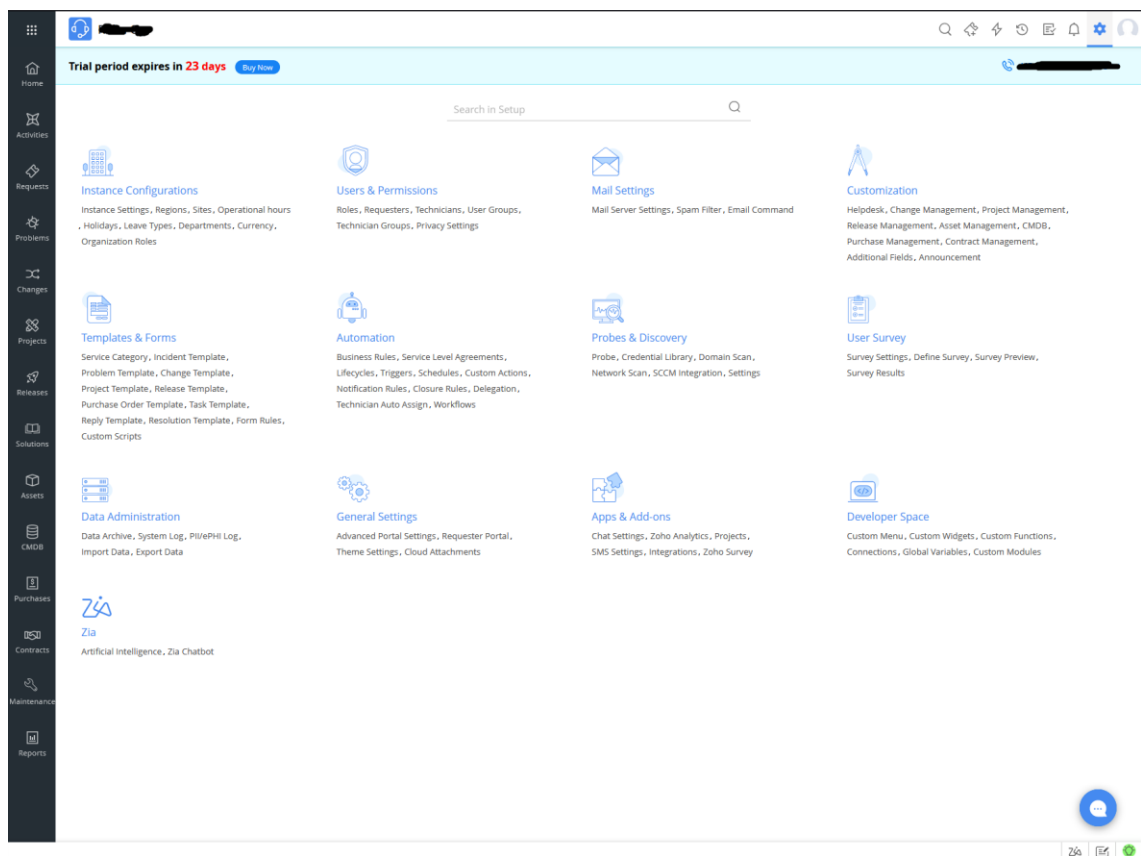 Trial period expires in 23 days Buy Now
Home
Activities
Requests
Problems
Changes
Projects
Releases
Solutions
Assets
CMDB
Purchases
Contracts
Maintenance
Reports
Search in Setup
Instance Configurations
Instance Settings, Regions, Sites, Operational hours
, Holidays, Leave Types, Departments, Currency,
Organization Roles
Users & Permissions
Roles, Requesters, Technicians, User Groups,
Technician Groups, Privacy Settings
Mail Settings
Mail Server Settings, Spam Filter, Email Command
Customization
Helpdesk, Change Management, Project Management,
Release Management, Asset Management, CMDB,
Purchase Management, Contract Management,
Additional Fields, Announcement
Templates & Forms
Service Category, Incident Template,
Problem Template, Change Template,
Project Template, Release Template,
Purchase Order Template, Task Template,
Reply Template, Resolution Template, Form Rules,
Custom Scripts
Automation
Business Rules, Service Level Agreements,
Lifecycles, Triggers, Schedules, Custom Actions,
Notification Rules, Closure Rules, Delegation,
Technician Auto Assign, Workflows
Probes & Discovery
Probe, Credential Library, Domain Scan,
Network Scan, SCCM Integration, Settings
User Survey
Survey Settings, Define Survey, Survey Preview,
Survey Results
Data Administration
Data Archive, System Log, PII/ePHI Log,
Import Data, Export Data
General Settings
Advanced Portal Settings, Requester Portal,
Theme Settings, Cloud Attachments
Apps & Add-ons
Chat Settings, Zoho Analytics, Projects,
SMS Settings, Integrations, Zoho Survey
Developer Space
Custom Menu, Custom Widgets, Custom Functions,
Connections, Global Variables, Custom Modules
Zia
Zia
Artificial Intelligence, Zia Chatbot
Zia